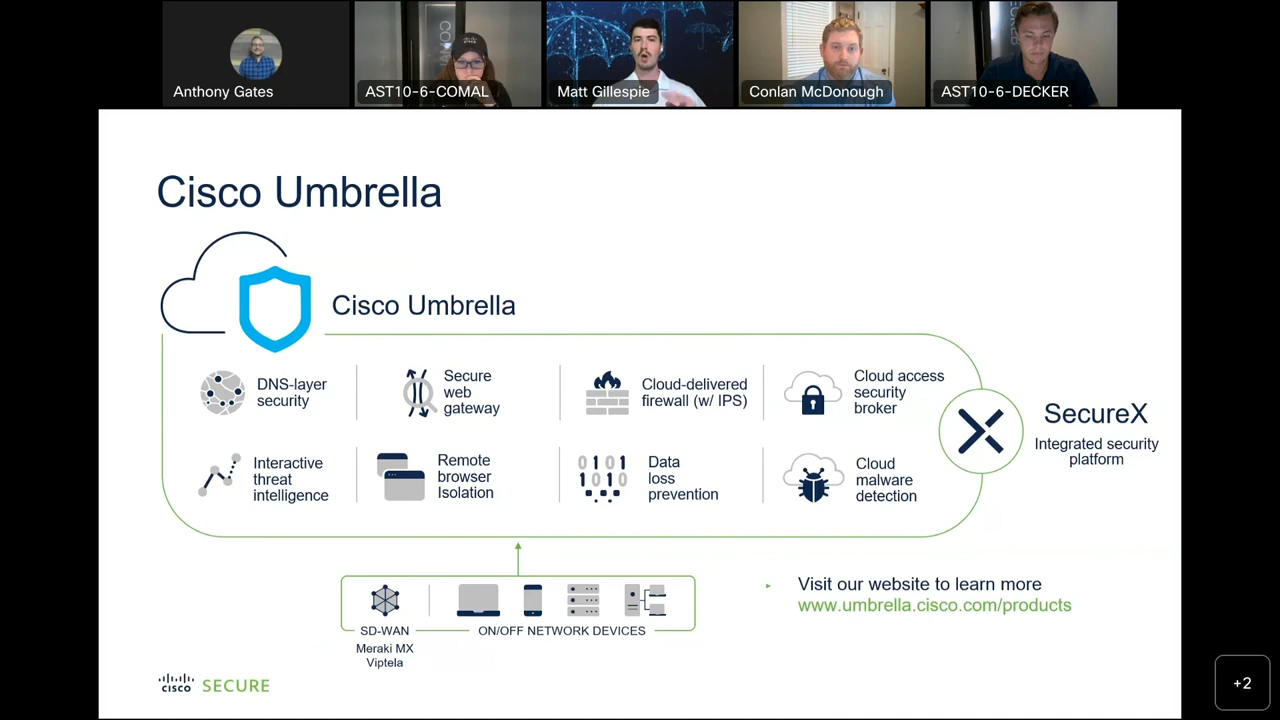 Anthony Gates
AST10-6-COMAL
Matt Gillespie
Conlan McDonough
AST10-6-DECKER
Cisco Umbrella
Cisco Umbrella
DNS-layer
security
Secure
web
gateway
Cloud-delivered
firewall (w/ IPS)
Cloud access
security
broker
Interactive
threat
intelligence
Remote
browser
Isolation
0101
1010
Data
loss
prevention
Cloud
malware
detection
SecureX
Integrated security
platform
SD-WAN
Meraki MX
Viptela
ON/OFF NETWORK DEVICES
Visit our website to learn more
www.umbrella.cisco.com/products
cisco SECURE
+2